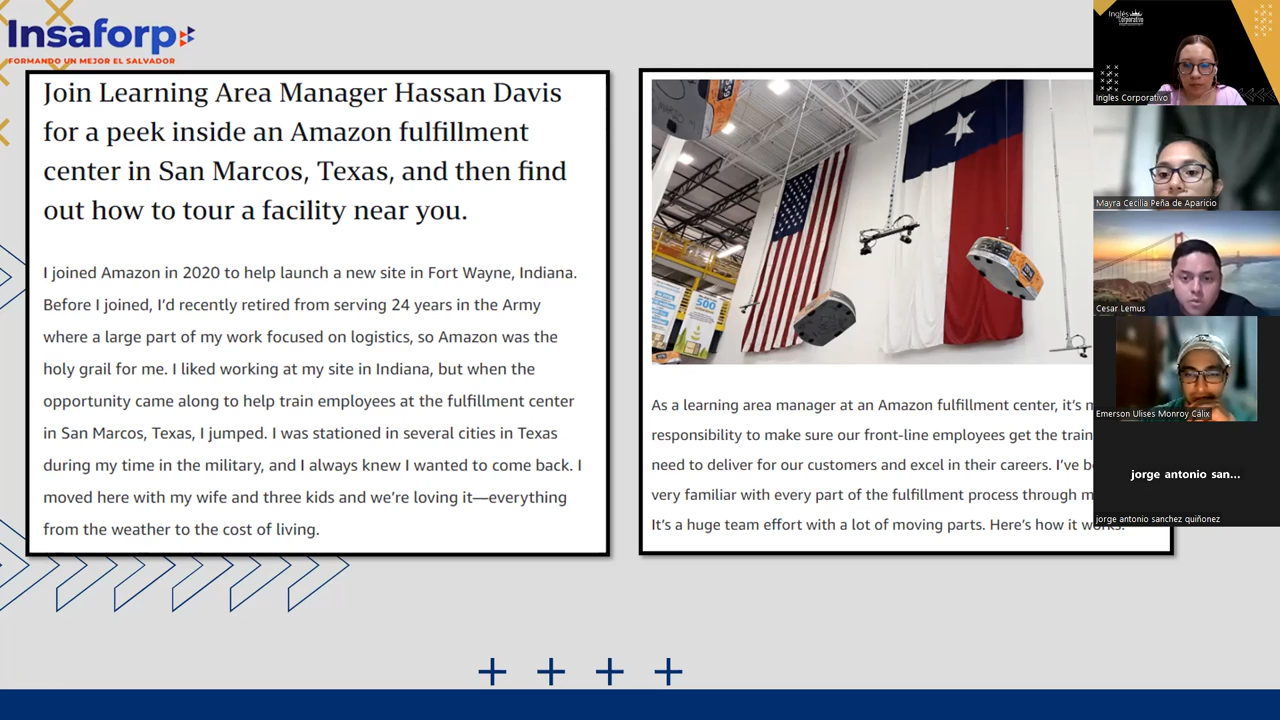 Insaforp
FORMANDO UN MEJOR EL SALVADOR
Join Learning Area Manager Hassan Davis
for a peek inside an Amazon fulfillment
center in San Marcos, Texas, and then find
out how to tour a facility near you.
I joined Amazon in 2020 to help launch a new site in Fort Wayne, Indiana.
Before I joined, I’d recently retired from serving 24 years in the Army
where a large part of my work focused on logistics, so Amazon was the
holy grail for me. I liked working at my site in Indiana, but when the
opportunity came along to help train employees at the fulfillment center
in San Marcos, Texas, I jumped. I was stationed in several cities in Texas
during my time in the military, and I always knew I wanted to come back. I
moved here with my wife and three kids and we’re loving it—everything
from the weather to the cost of living.
500
As a learning area manager at an Amazon fulfillment center, it’s
responsibility to make sure our front-line employees get the
need to deliver for our customers and excel in their careers. I’ve
very familiar with every part of the fulfillment process through
It’s a huge team effort with a lot of moving parts. Here’s how it works.
Inglés
Corporativo
Ingles Corporativo
Mayra Cecilia Peña de Aparicio
Cesar Lemus
Emerson Ulises Monroy Cálix
jorge antonio san...
jorge antonio sanchez quiñonez